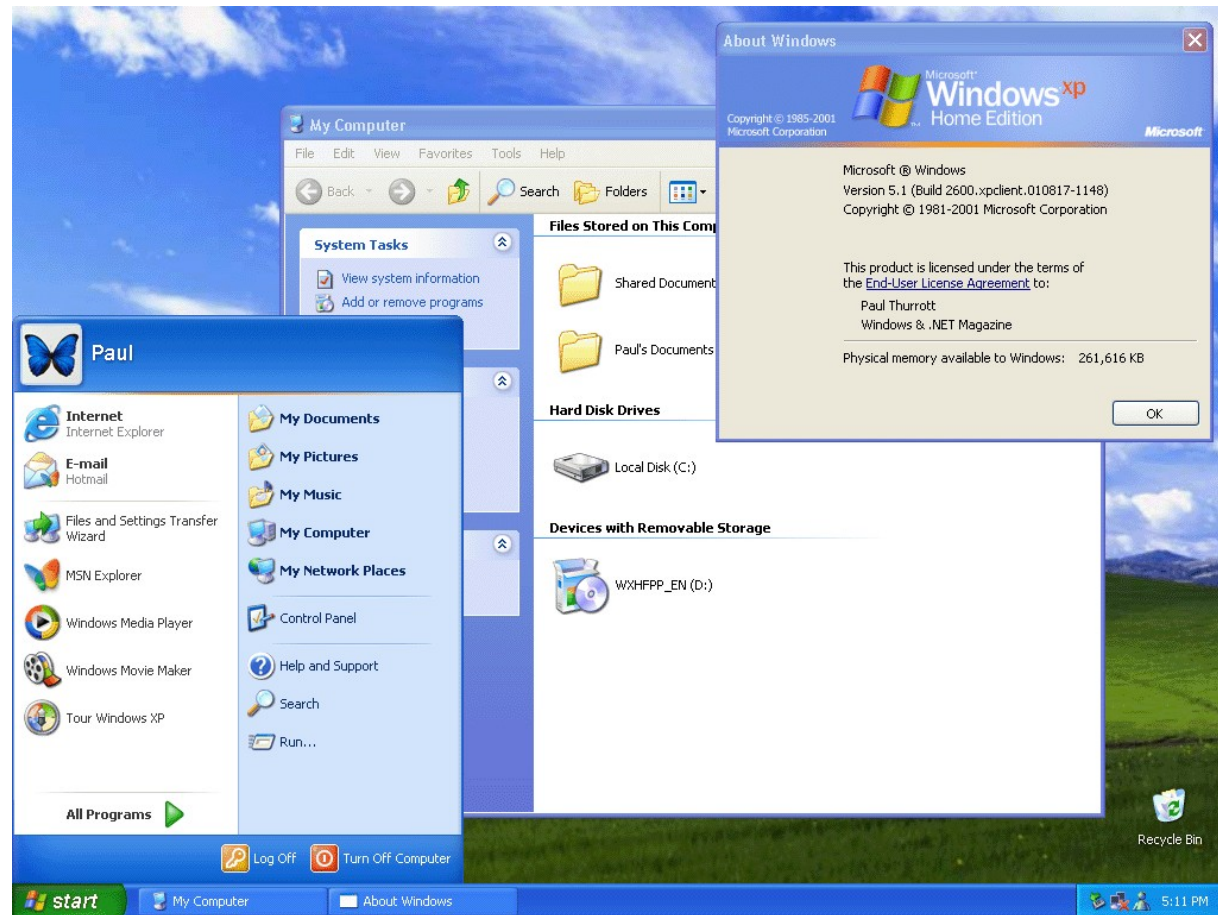 About Windows
Microsoft®
Windows xp
Home Edition
Copyright © 1985-2001
Microsoft Corporation
Microsoft
Microsoft ® Windows
Version 5.1 (Build 2600.xpclient.010817-1148)
Copyright © 1981-2001 Microsoft Corporation
This product is licensed under the terms of
the End-User License Agreement to:
Paul Thurrott
Windows & .NET Magazine
Physical memory available to Windows: 261,616 KB
OK
My Computer
File Edit View Favorites Tools Help
Back Search Folders
System Tasks
View system information
Add or remove programs
Files Stored on This Comp
Shared Document
Paul's Documents
Hard Disk Drives
Local Disk (C:)
Devices with Removable Storage
WXHFPP_EN (D:)
Paul
Internet
Internet Explorer
E-mail
Hotmail
Files and Settings Transfer
Wizard
MSN Explorer
Windows Media Player
Windows Movie Maker
Tour Windows XP
All Programs
My Documents
My Pictures
My Music
My Computer
My Network Places
Control Panel
Help and Support
Search
Run...
Log Off Turn Off Computer
Recycle Bin
start My Computer About Windows 5:11 PM